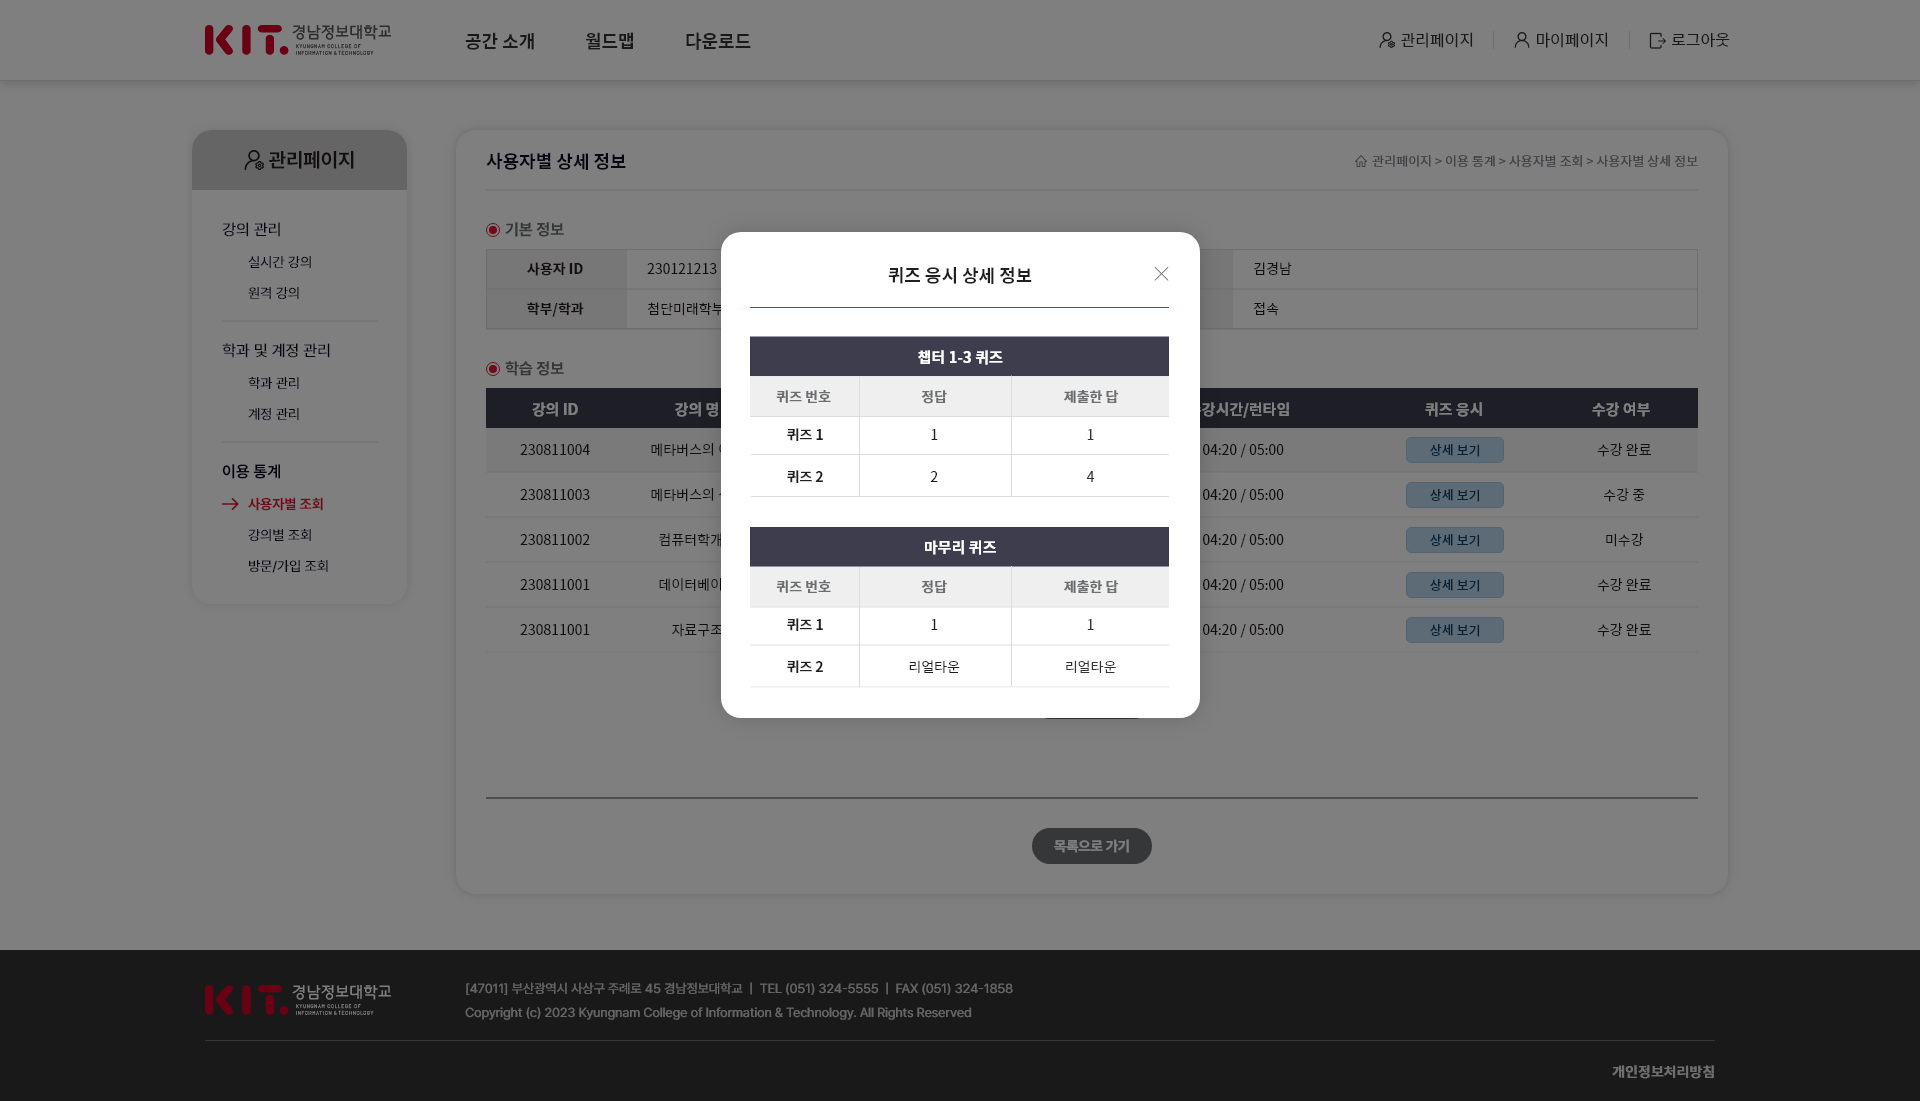 KIT. 경남정보대학교
KYUNGNAM COLLEGE OF
INFORMATION & TECHNOLOGY
공간 소개 월드맵 다운로드
관리페이지 마이페이지 로그아웃
관리페이지
강의 관리
실시간 강의
원격 강의
학과 및 계정 관리
학과 관리
계정 관리
이용 통계
사용자별 조회
강의별 조회
방문/가입 조회
사용자별 상세 정보
관리페이지 > 이용 통계 > 사용자별 조회 > 사용자별 상세 정보
기본 정보
사용자 ID 230121213 김경남
학부/학과 첨단미래학부 접속
학습 정보
강의 ID 강의 명 수강시간/런타임 퀴즈 응시 수강 여부
230811004 메타버스의 04:20 / 05:00 상세 보기 수강 완료
230811003 메타버스의 04:20 / 05:00 상세 보기 수강 중
230811002 컴퓨터학개 04:20 / 05:00 상세 보기 미수강
230811001 데이터베이 04:20 / 05:00 상세 보기 수강 완료
230811001 자료구조 04:20 / 05:00 상세 보기 수강 완료
퀴즈 응시 상세 정보
챕터 1-3 퀴즈
퀴즈 번호 정답 제출한 답
퀴즈 1 1 1
퀴즈 2 2 4
마무리 퀴즈
퀴즈 번호 정답 제출한 답
퀴즈 1 1 1
퀴즈 2 리얼타운 리얼타운
목록으로 가기
KIT. 경남정보대학교
KYUNGNAM COLLEGE OF
INFORMATION & TECHNOLOGY
[47011] 부산광역시 사상구 주례로 45 경남정보대학교 | TEL (051) 324-5555 | FAX (051) 324-1858
Copyright (c) 2023 Kyungnam College of Information & Technology. All Rights Reserved
개인정보처리방침